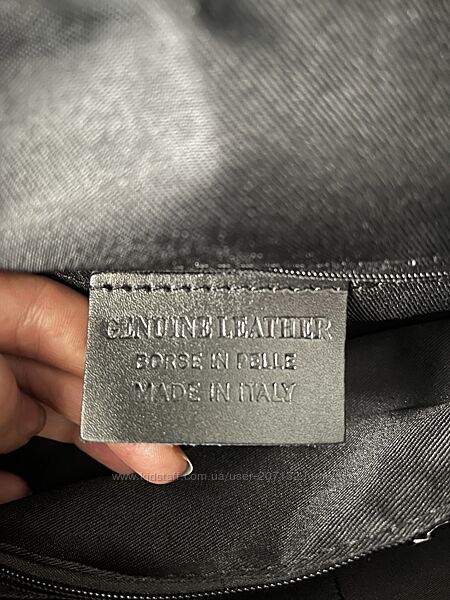 GENUINE LEATHER
BORSE IN PELLE
MADE IN ITALY